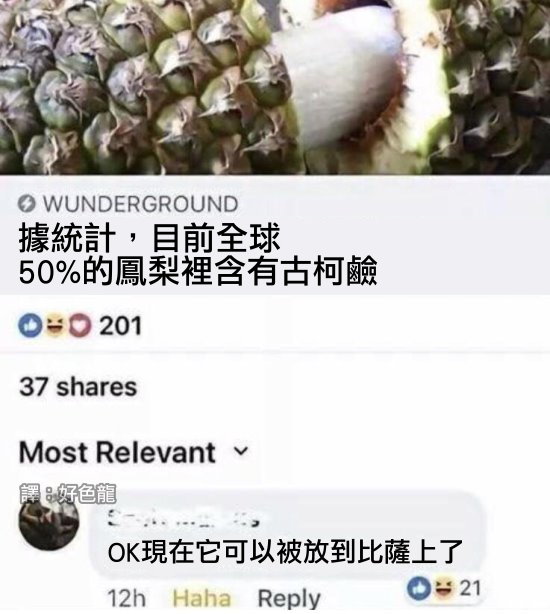 WUNDERGROUND
據統計，目前全球
50%的鳳梨裡含有古柯鹼
201
37 shares
Most Relevant
譯：好色龍
OK現在它可以被放到比薩上了
12h Haha Reply 21